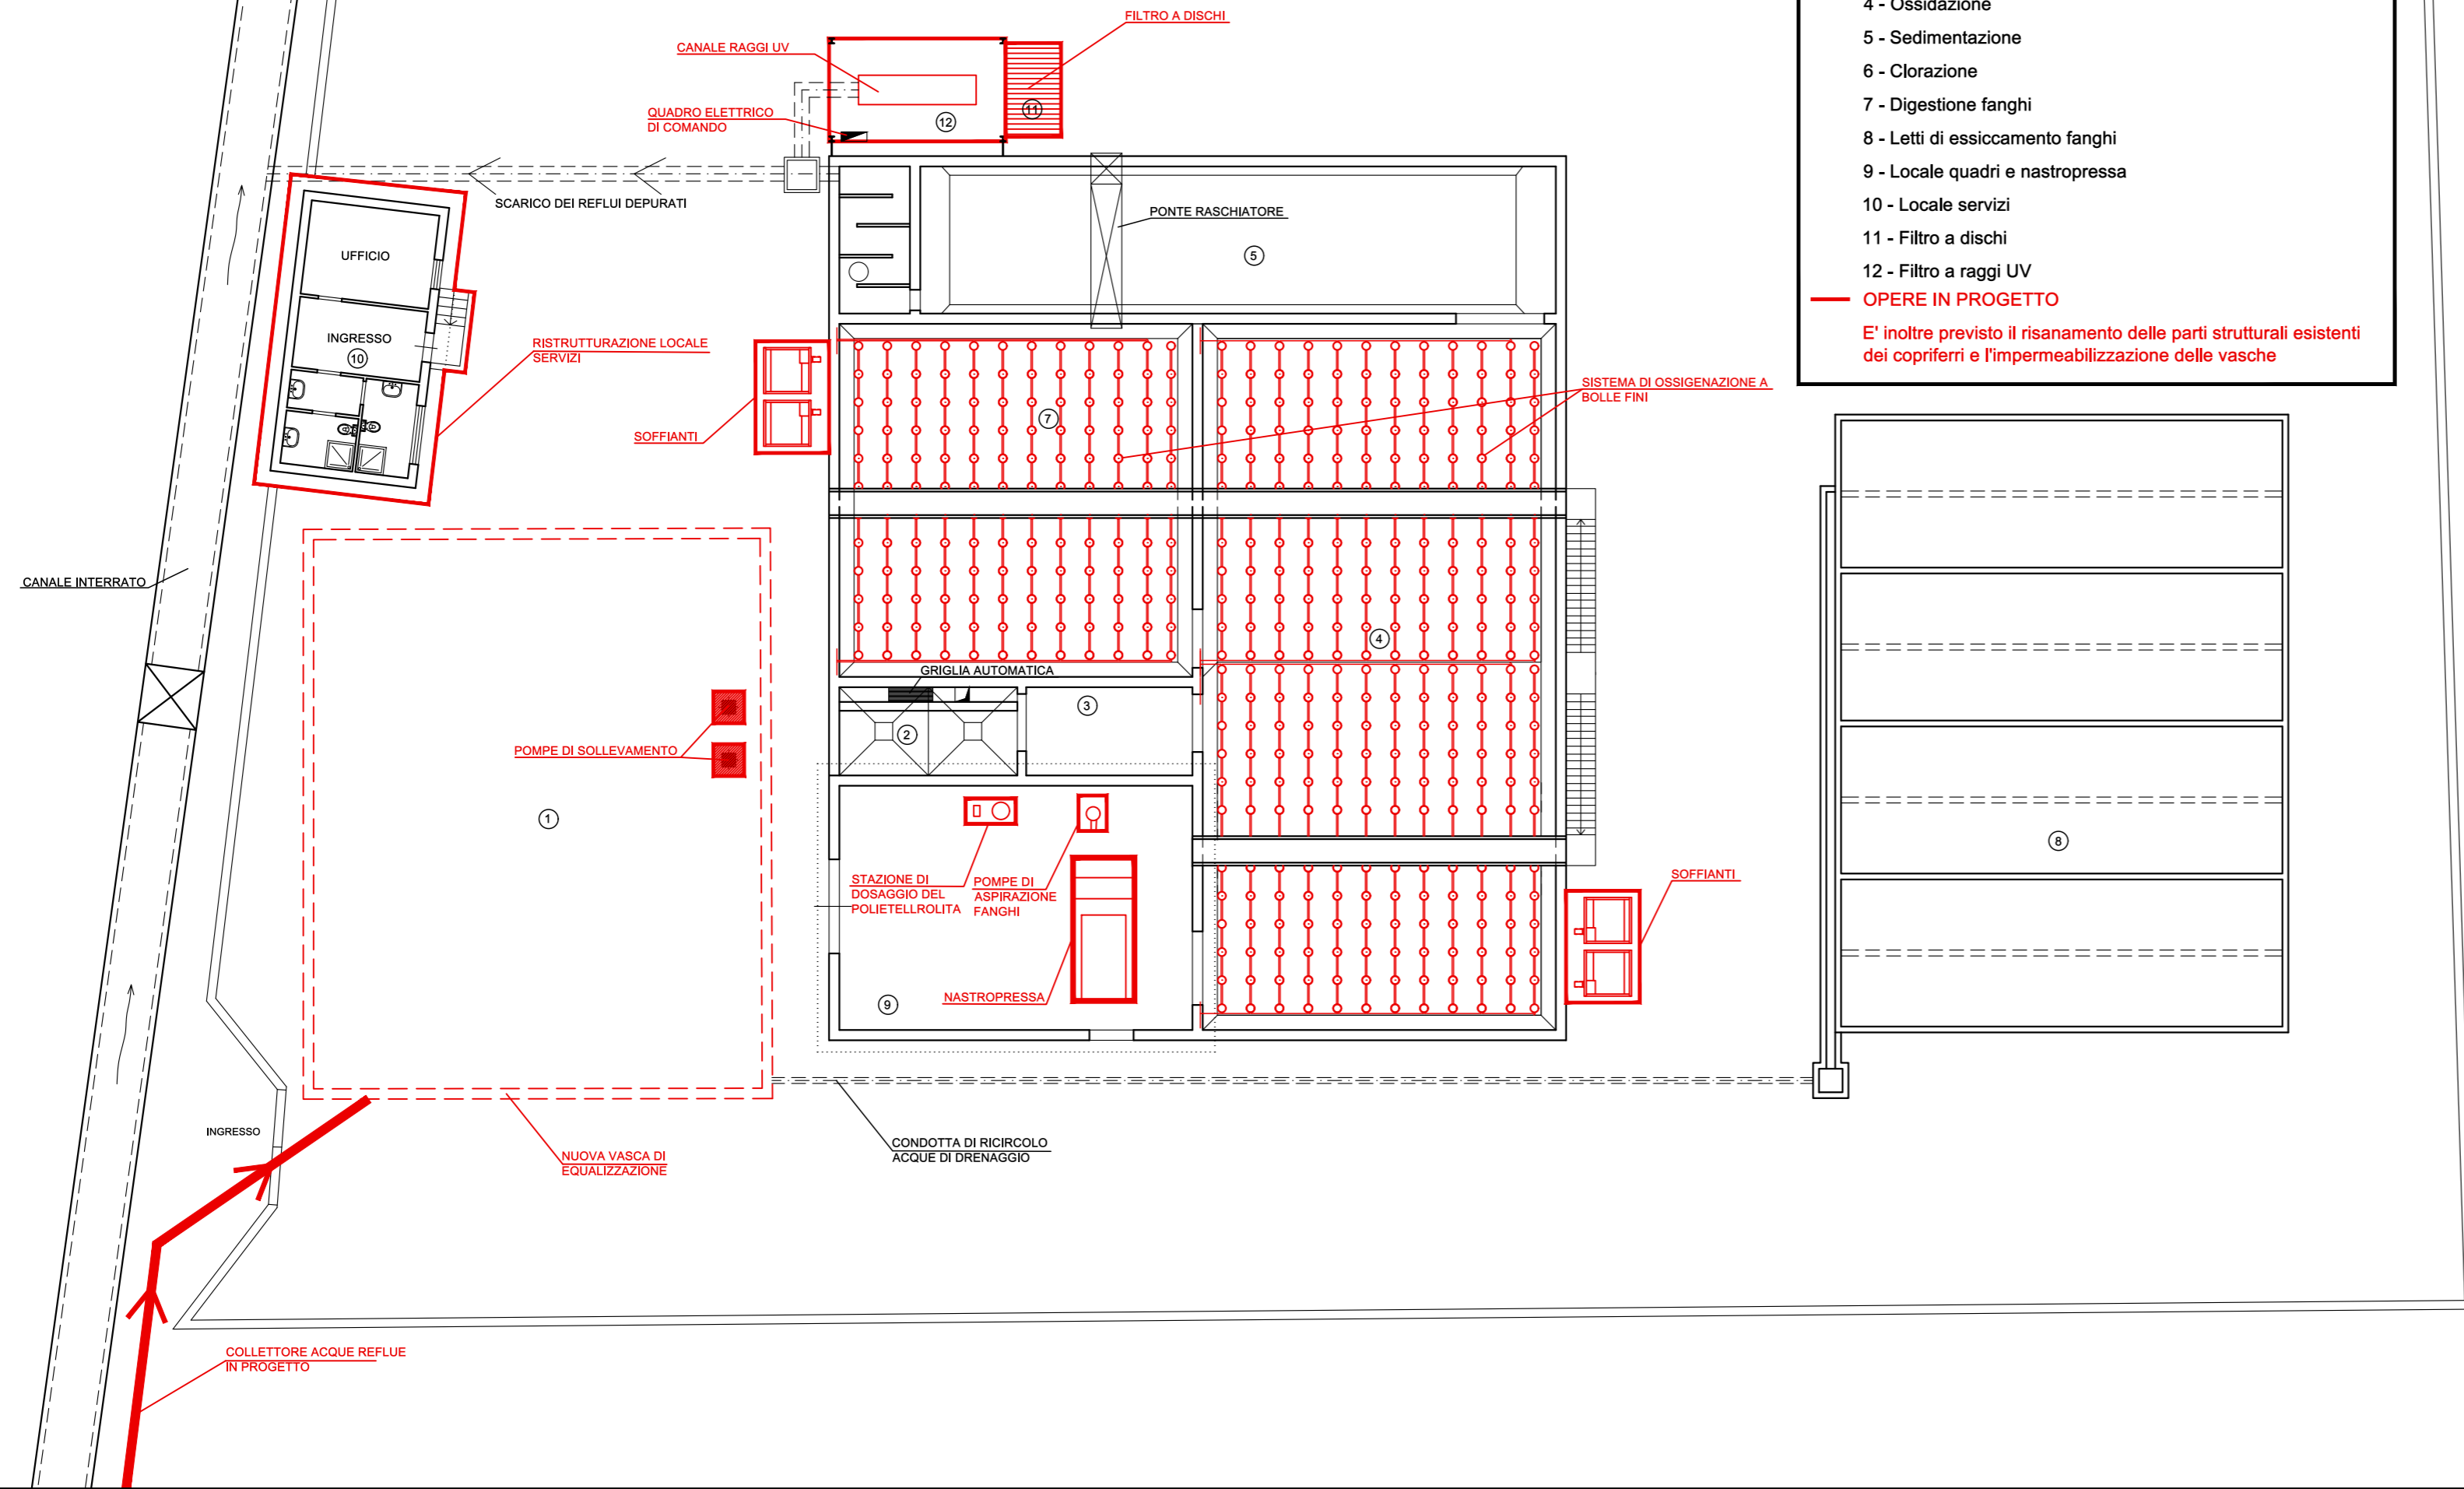 FILTRO A DISCHI
CANALE RAGGI UV
QUADRO ELETTRICO
DI COMANDO
12
11
SCARICO DEI REFLUI DEPURATI
PONTE RASCHIATORE
5
UFFICIO
INGRESSO
10
RISTRUTTURAZIONE LOCALE
SERVIZI
SOFFIANTI
7
SISTEMA DI OSSIGENAZIONE A
BOLLE FINI
CANALE INTERRATO
4
GRIGLIA AUTOMATICA
3
2
POMPE DI SOLLEVAMENTO
1
STAZIONE DI
DOSAGGIO DEL
POLIETELLROLITA
POMPE DI
ASPIRAZIONE
FANGHI
NASTROPRESSA
9
SOFFIANTI
8
INGRESSO
NUOVA VASCA DI
EQUALIZZAZIONE
CONDOTTA DI RICIRCOLO
ACQUE DI DRENAGGIO
COLLETTORE ACQUE REFLUE
IN PROGETTO
4 - Ossidazione
5 - Sedimentazione
6 - Clorazione
7 - Digestione fanghi
8 - Letti di essiccamento fanghi
9 - Locale quadri e nastropressa
10 - Locale servizi
11 - Filtro a dischi
12 - Filtro a raggi UV
OPERE IN PROGETTO
E' inoltre previsto il risanamento delle parti strutturali esistenti
dei copriferri e l'impermeabilizzazione delle vasche